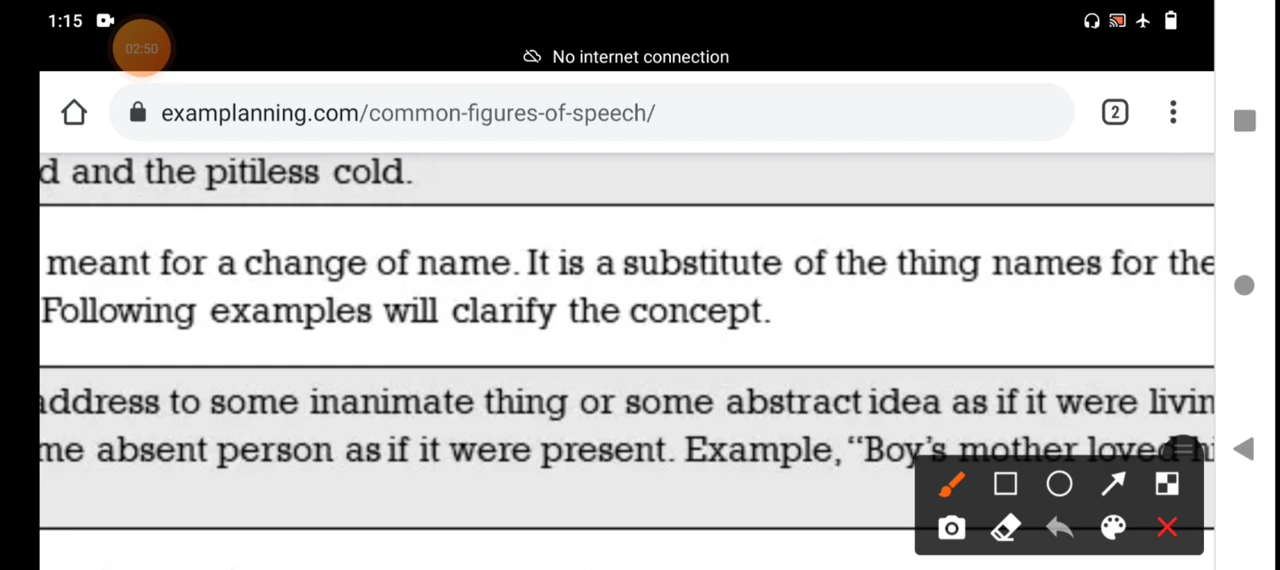 1:15
02:50
No internet connection
examplanning.com/common-figures-of-speech/
2
d and the pitiless cold.
meant for a change of name. It is a substitute of the thing names for the
Following examples will clarify the concept.
address to some inanimate thing or some abstract idea as if it were livin
me absent person as if it were present. Example, “Boy’s mother loved hi